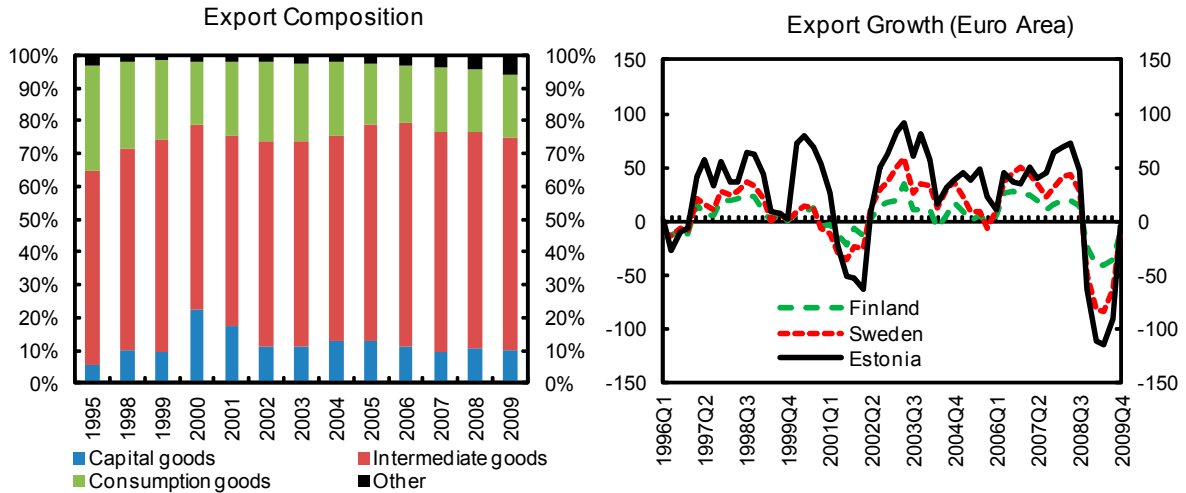 Export Composition
100%
90%
80%
70%
60%
50%
40%
30%
20%
10%
0%
100%
90%
80%
70%
60%
50%
40%
30%
20%
10%
0%
1995
1998
1999
2000
2001
2002
2003
2004
2005
2006
2007
2008
2009
Capital goods
Intermediate goods
Consumption goods
Other
Export Growth (Euro Area)
150
100
50
0
-50
-100
-150
150
100
50
0
-50
-100
-150
Finland
Sweden
Estonia
1996Q1
1997Q2
1998Q3
1999Q4
2001Q1
2002Q2
2003Q3
2004Q4
2006Q1
2007Q2
2008Q3
2009Q4